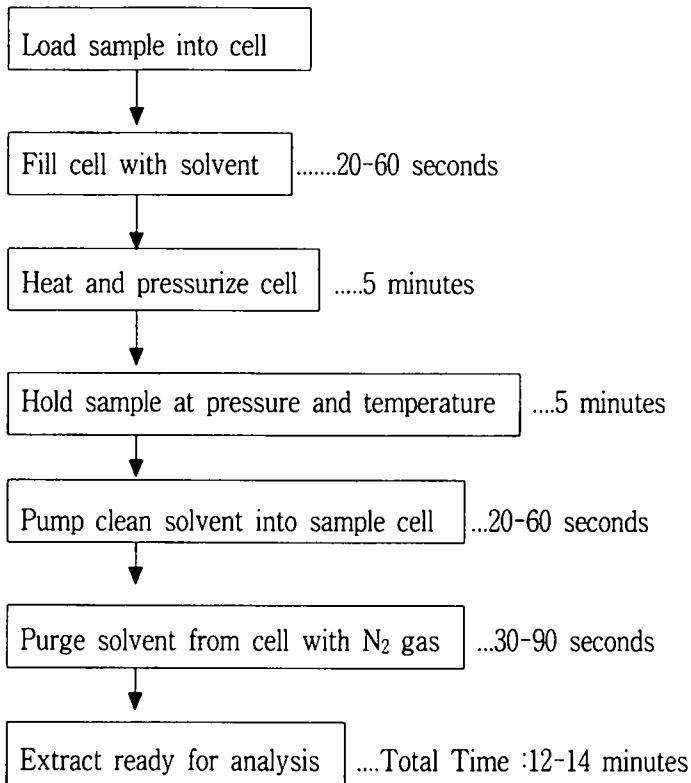 Load sample into cell
Fill cell with solvent .......20-60 seconds
Heat and pressurize cell .....5 minutes
Hold sample at pressure and temperature ....5 minutes
Pump clean solvent into sample cell ...20-60 seconds
Purge solvent from cell with N₂ gas ...30-90 seconds
Extract ready for analysis ....Total Time :12-14 minutes